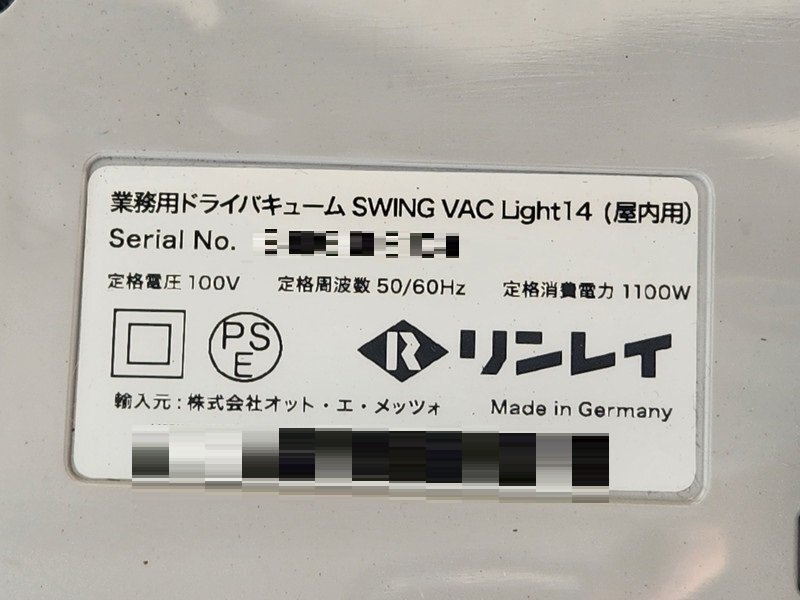 業務用ドライバキューム SWING VAC Light14 (屋内用)
Serial No.
定格電圧 100V 定格周波数 50/60Hz 定格消費電力 1100W
PS
E
R リンレイ
輸入元:株式会社オット・エ・メッツォ Made in Germany